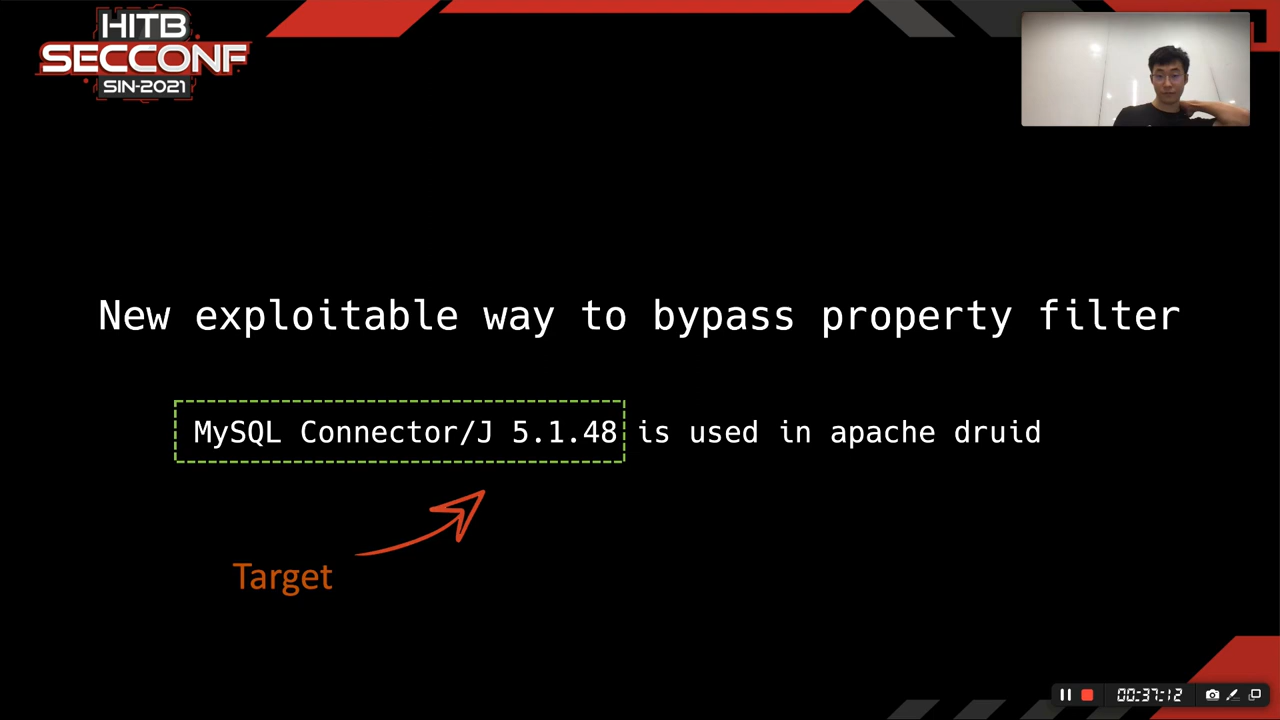 HITB
SECCONF
SIN-2021
New exploitable way to bypass property filter
MySQL Connector/J 5.1.48 is used in apache druid
Target
00:37:12